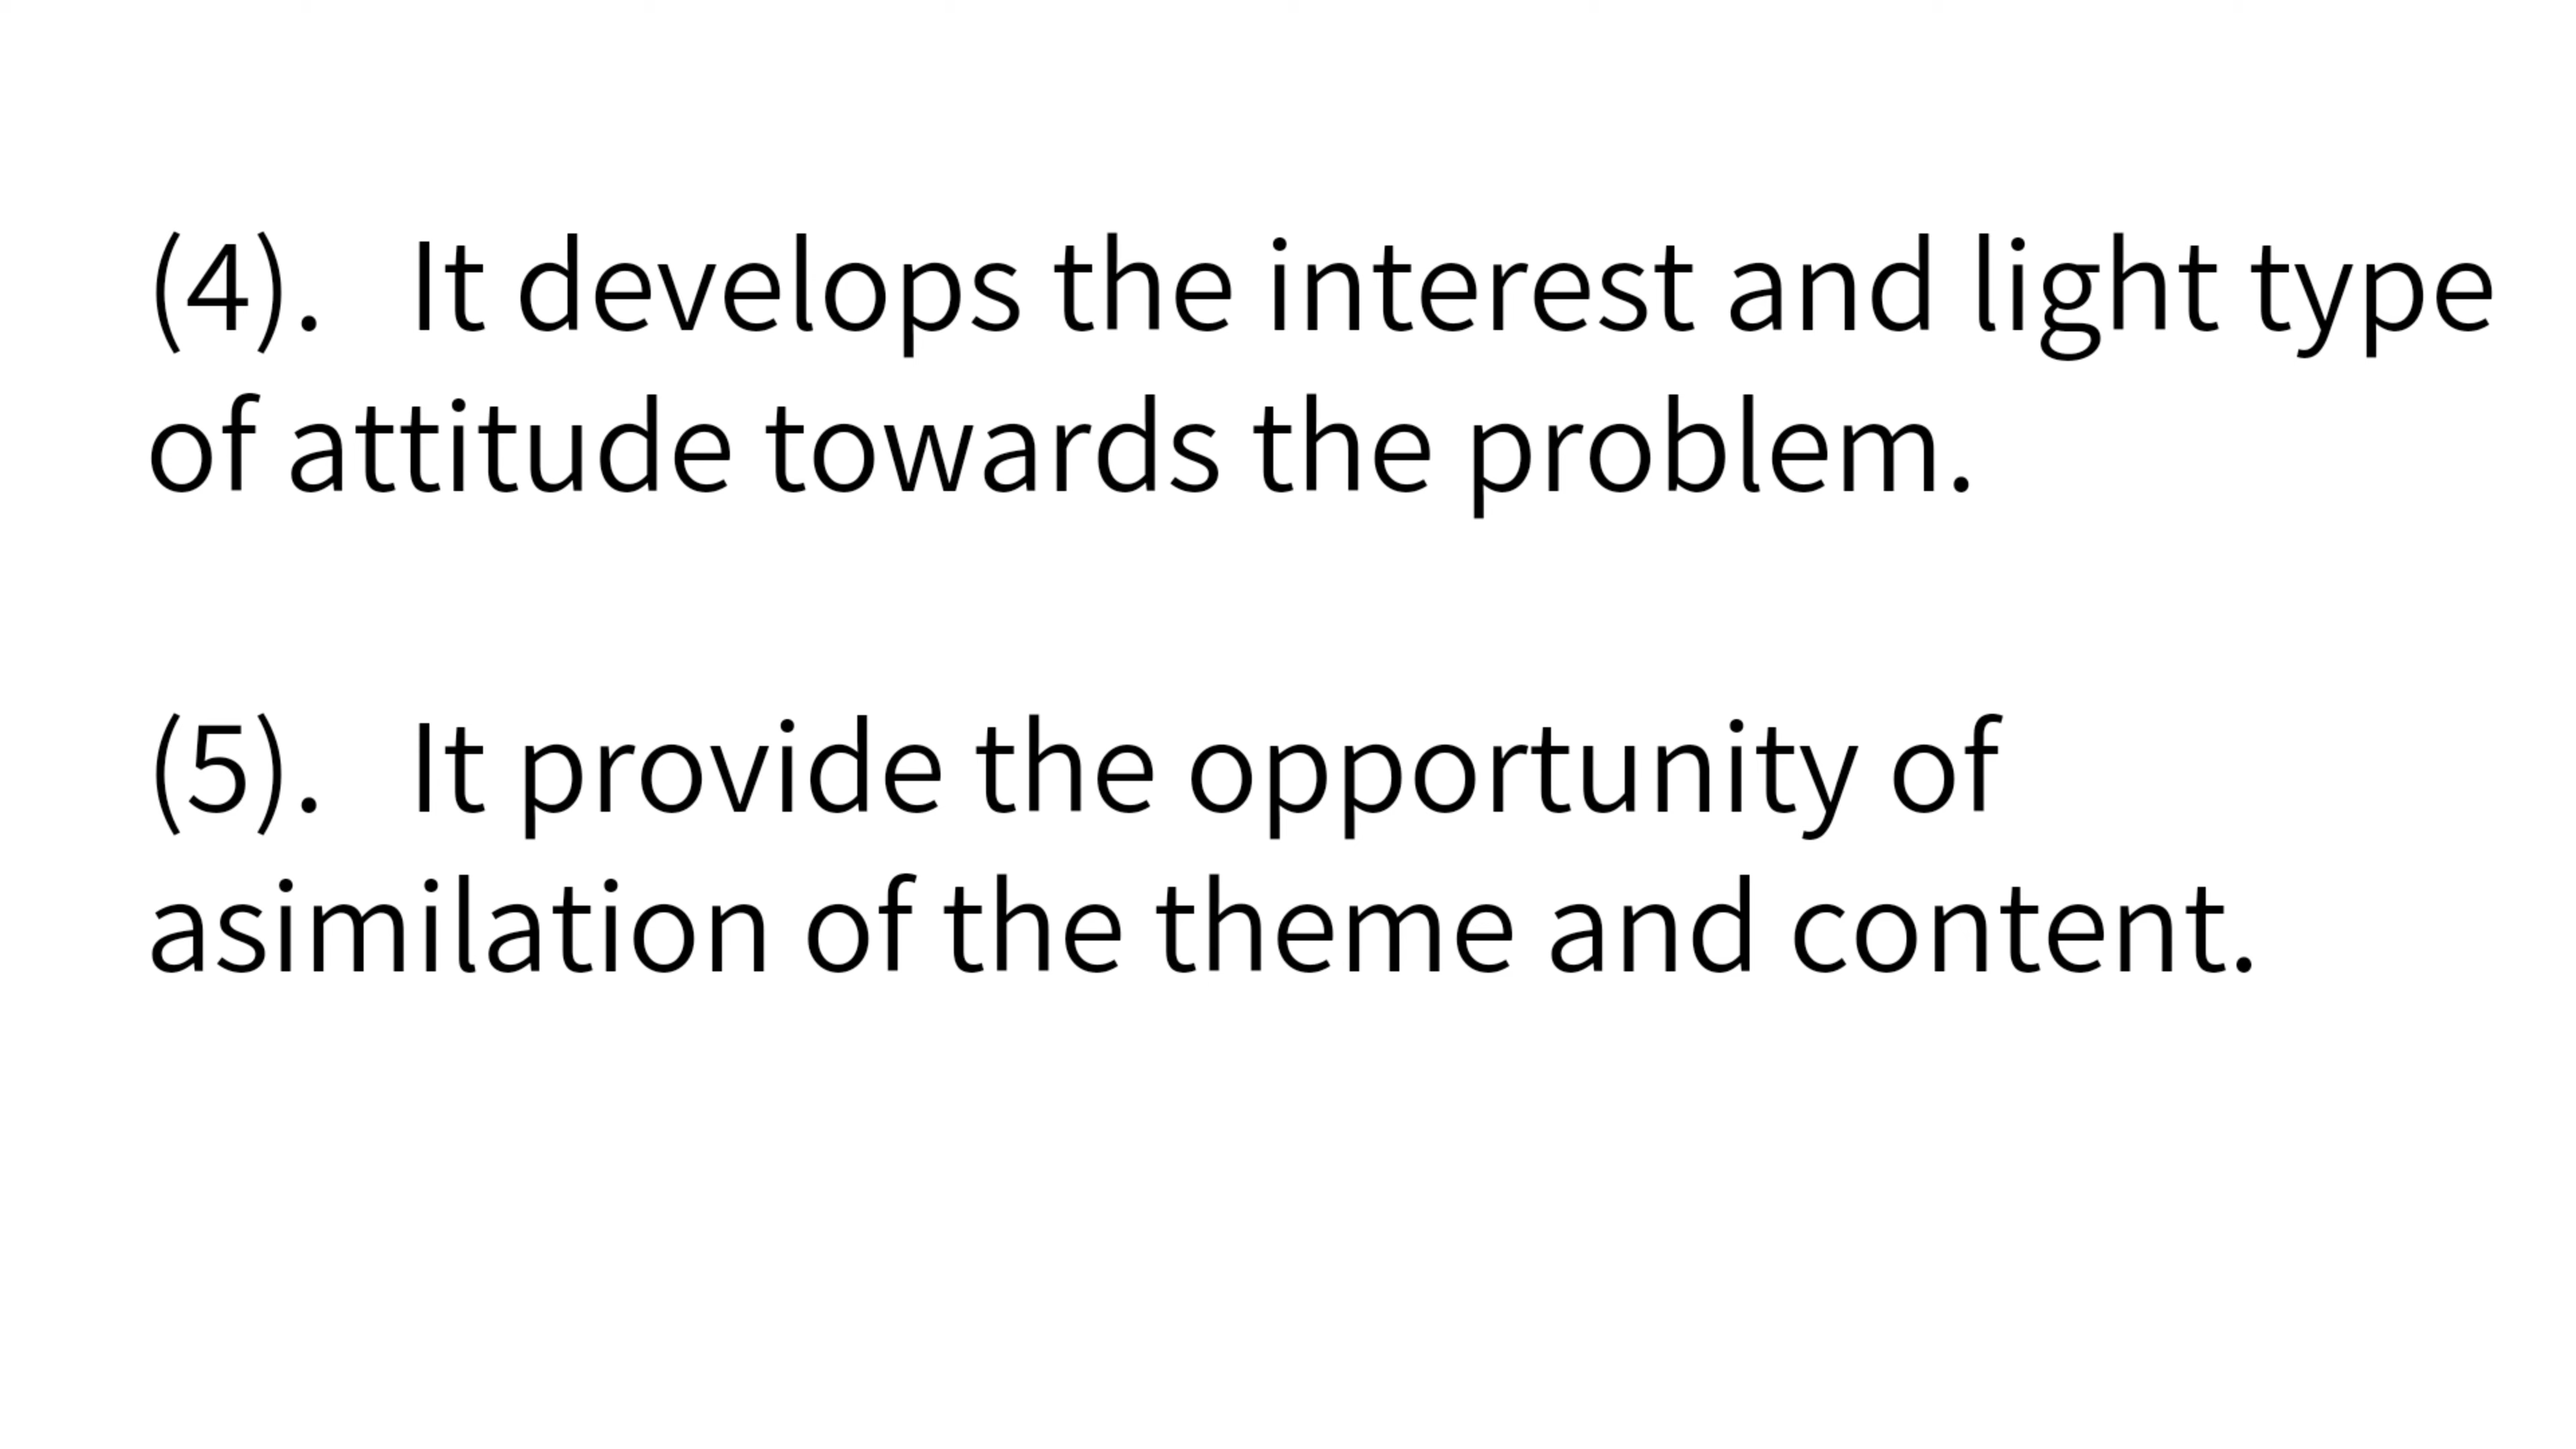 (4).   It develops the interest and light type
of attitude towards the problem.
(5).   It provide the opportunity of
asimilation of the theme and content.